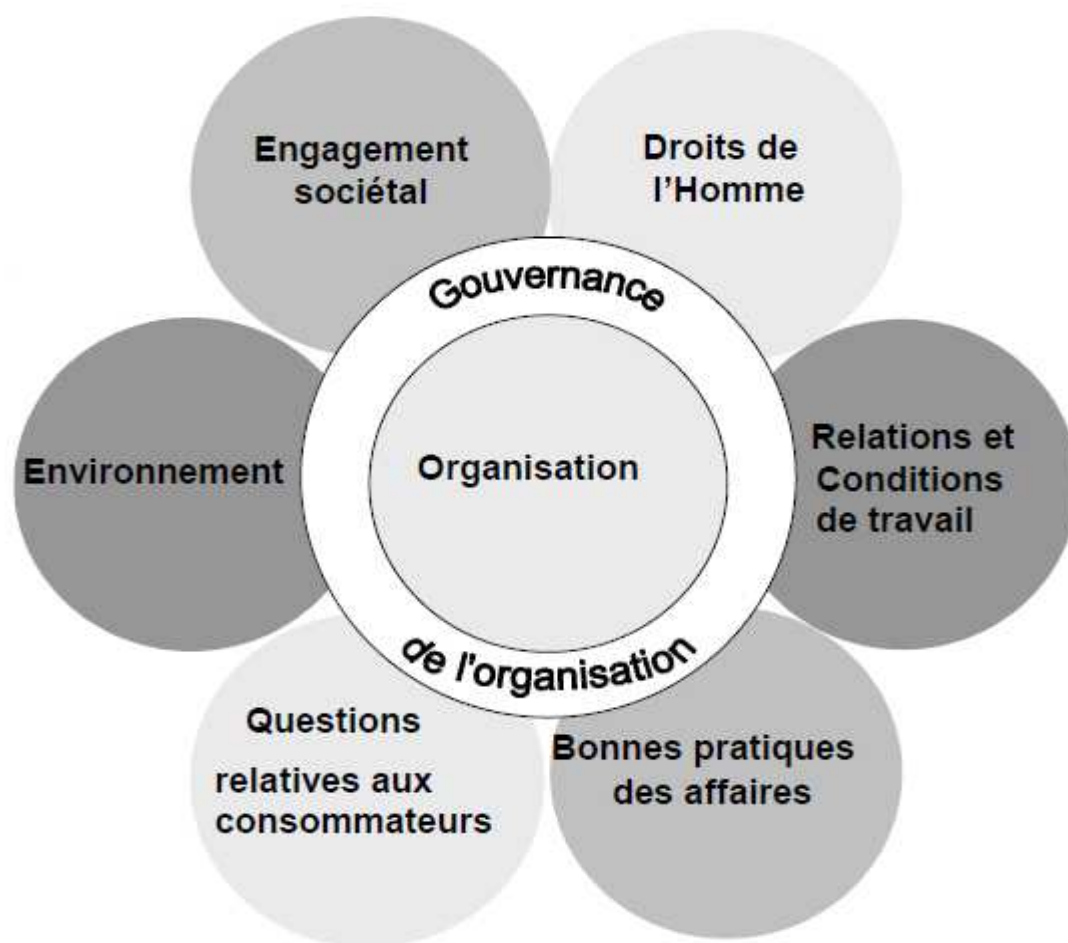 Engagement
sociétal
Droits de
l'Homme
Gouvernance
Environnement
Organisation
Relations et
Conditions
de travail
de l'organisation
Questions
relatives aux
consommateurs
Bonnes pratiques
des affaires